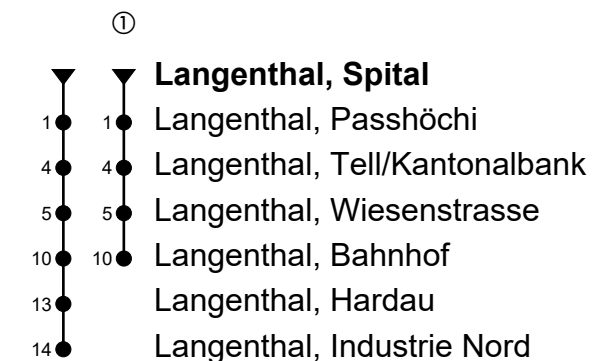 ①
Langenthal, Spital
1 1 Langenthal, Passhöchi
4 4 Langenthal, Tell/Kantonalbank
5 5 Langenthal, Wiesenstrasse
10 10 Langenthal, Bahnhof
13 Langenthal, Hardau
14 Langenthal, Industrie Nord